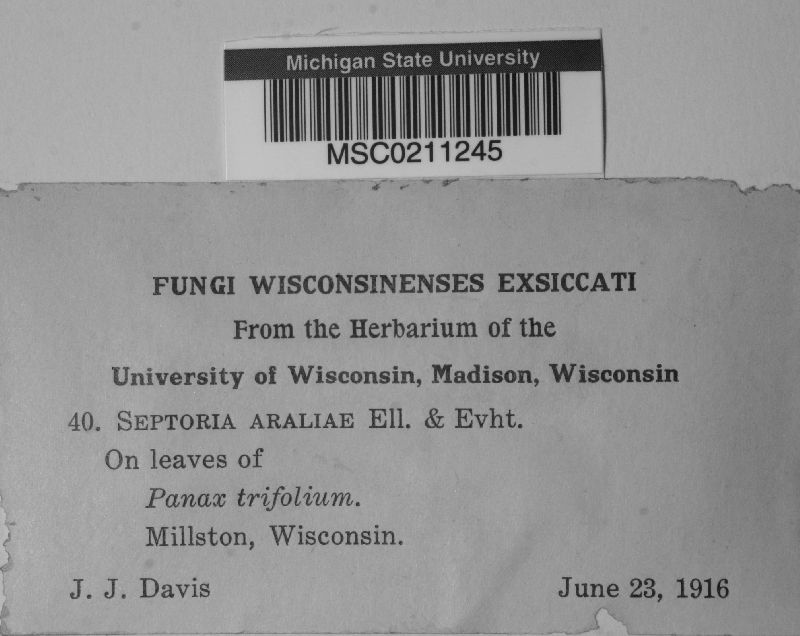 Michigan State University
MSC0211245
FUNGI WISCONSINENSES EXSICCATI
From the Herbarium of the
University of Wisconsin, Madison, Wisconsin
40. SEPTORIA ARALIAE Ell. & Evht.
On leaves of
Panax trifolium.
Millston, Wisconsin.
J. J. Davis June 23, 1916